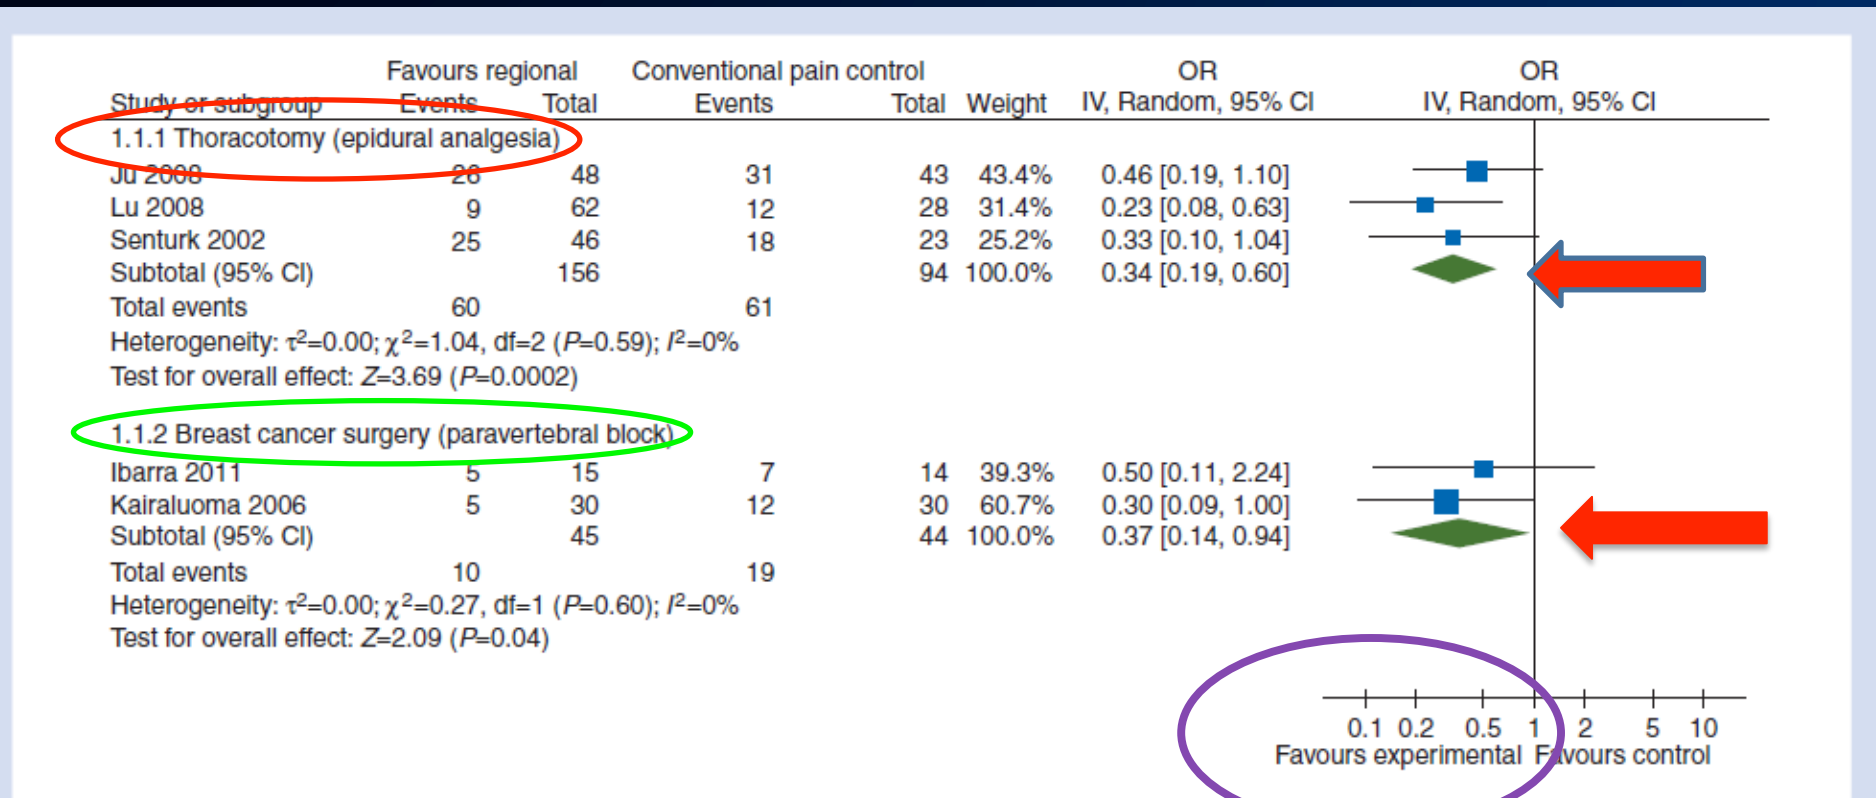 Favours regional Conventional pain control OR OR
Study or subgroup Events Total Events Total Weight IV, Random, 95% CI IV, Random, 95% CI
1.1.1 Thoracotomy (epidural analgesia)
Ju 2008 26 48 31 43 43.4% 0.46 [0.19, 1.10]
Lu 2008 9 62 12 28 31.4% 0.23 [0.08, 0.63]
Senturk 2002 25 46 18 23 25.2% 0.33 [0.10, 1.04]
Subtotal (95% CI) 156 94 100.0% 0.34 [0.19, 0.60]
Total events 60 61
Heterogeneity: τ²=0.00; χ²=1.04, df=2 (P=0.59); I²=0%
Test for overall effect: Z=3.69 (P=0.0002)
1.1.2 Breast cancer surgery (paravertebral block)
Ibarra 2011 5 15 7 14 39.3% 0.50 [0.11, 2.24]
Kairaluoma 2006 5 30 12 30 60.7% 0.30 [0.09, 1.00]
Subtotal (95% CI) 45 44 100.0% 0.37 [0.14, 0.94]
Total events 10 19
Heterogeneity: τ²=0.00; χ²=0.27, df=1 (P=0.60); I²=0%
Test for overall effect: Z=2.09 (P=0.04)
0.1 0.2 0.5 1 2 5 10
Favours experimental Favours control